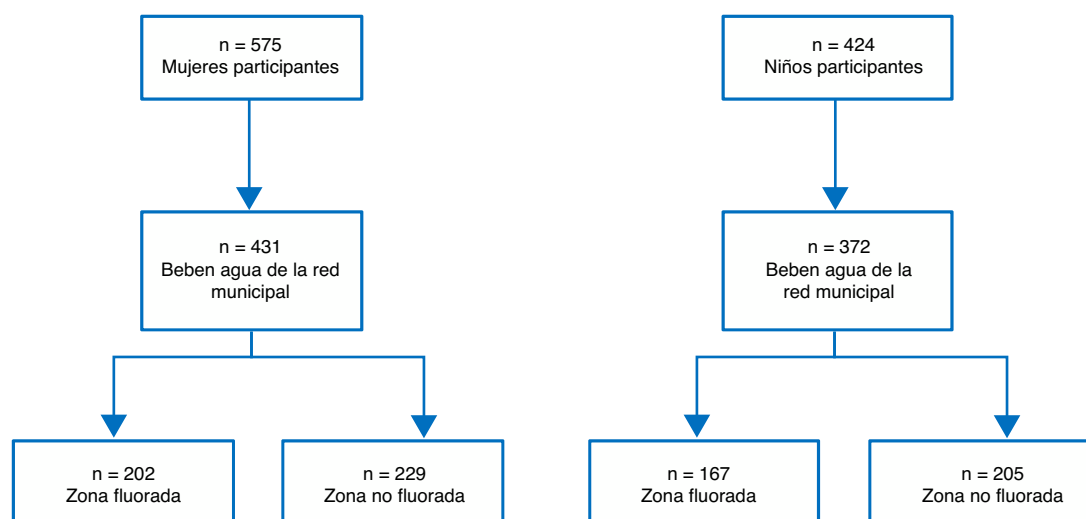 n = 575
Mujeres participantes
n = 424
Niños participantes
n = 431
Beben agua de la red
municipal
n = 372
Beben agua de la
red municipal
n = 202
Zona fluorada
n = 229
Zona no fluorada
n = 167
Zona fluorada
n = 205
Zona no fluorada